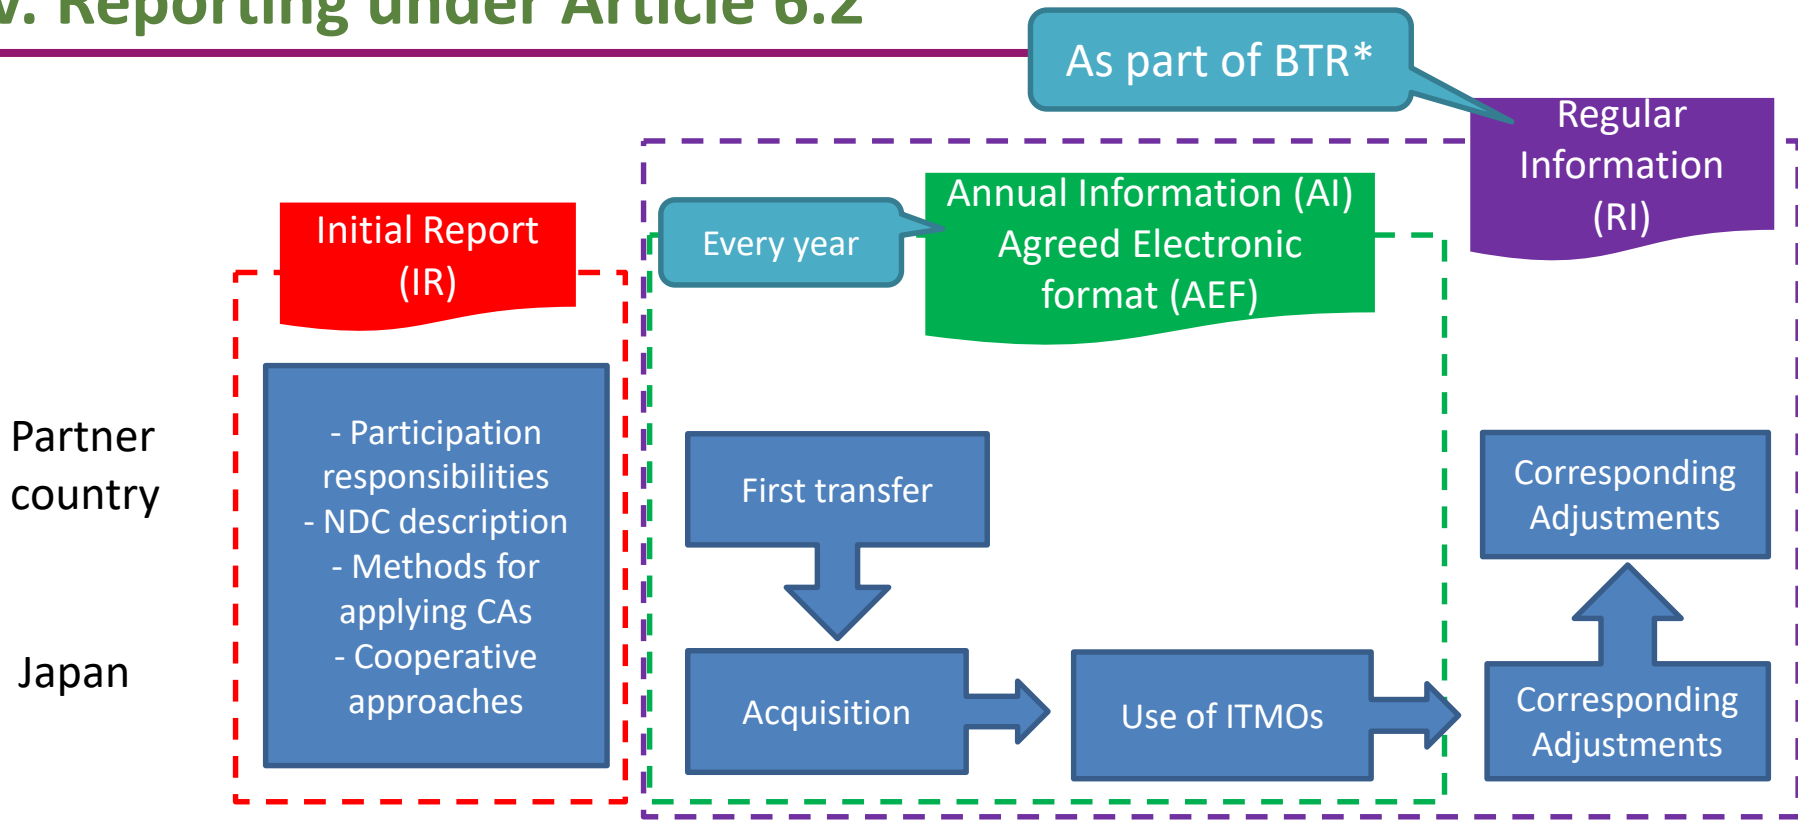 v. Reporting under Article 6.2
As part of BTR*
Regular
Information
(RI)
Annual Information (AI)
Agreed Electronic
format (AEF)
Every year
Initial Report
(IR)
Partner
country
- Participation
responsibilities
- NDC description
- Methods for
applying CAs
- Cooperative
approaches
First transfer
Corresponding
Adjustments
Japan
Acquisition
Use of ITMOs
Corresponding
Adjustments